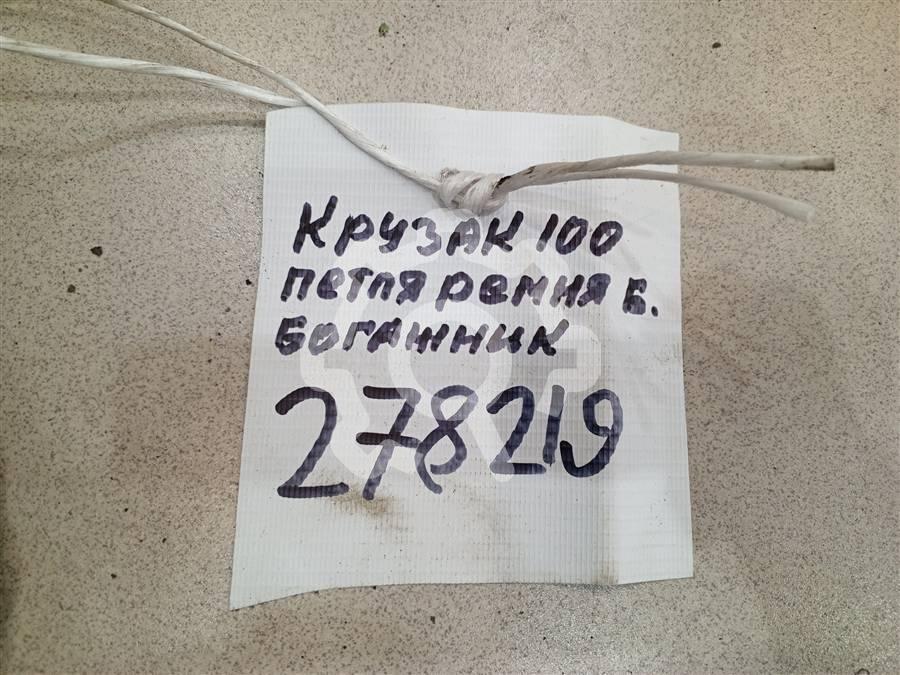 Крузак 100
петля ремня б.
Богажник
278219